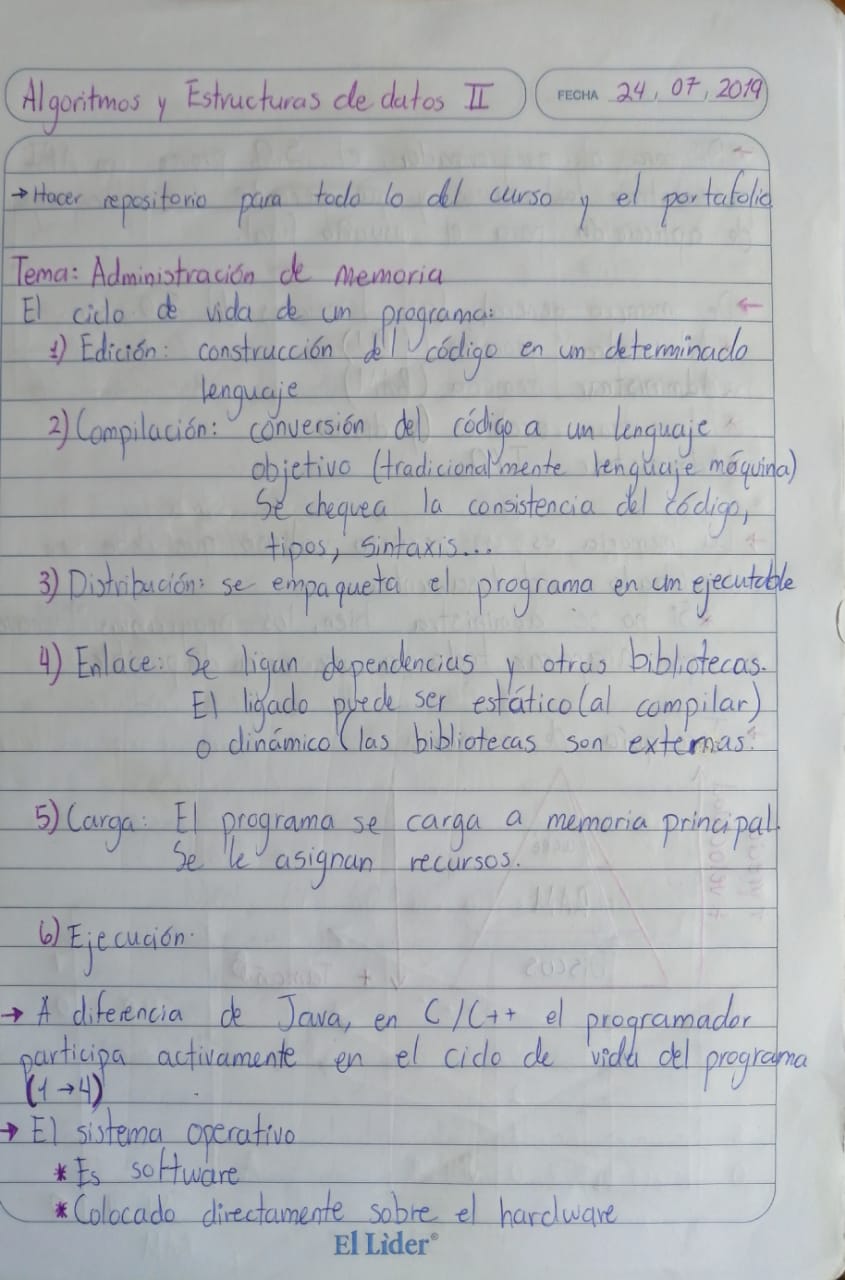 Algoritmos y Estructuras de datos II
FECHA 24, 07, 2019
→ Hacer repositorio para todo lo del curso y el portafolio
Tema: Administración de memoria
El ciclo de vida de un programa:
1) Edición: construcción del código en un determinado
lenguaje
2) Compilación: conversión del código a un lenguaje
objetivo (tradicionalmente lenguaje máquina)
Se chequea la consistencia del código,
tipos, sintaxis...
3) Distribución: se empaqueta el programa en un ejecutable
4) Enlace: Se ligan dependencias y otras bibliotecas.
El ligado puede ser estático (al compilar)
o dinámico (las bibliotecas son externas.
5) Carga: El programa se carga a memoria principal.
Se le asignan recursos.
6) Ejecución.
→ A diferencia de Java, en C/C++ el programador
participa activamente en el ciclo de vida del programa
(1→4)
→ El sistema operativo
* Es software
* Colocado directamente sobre el hardware
El Lider®